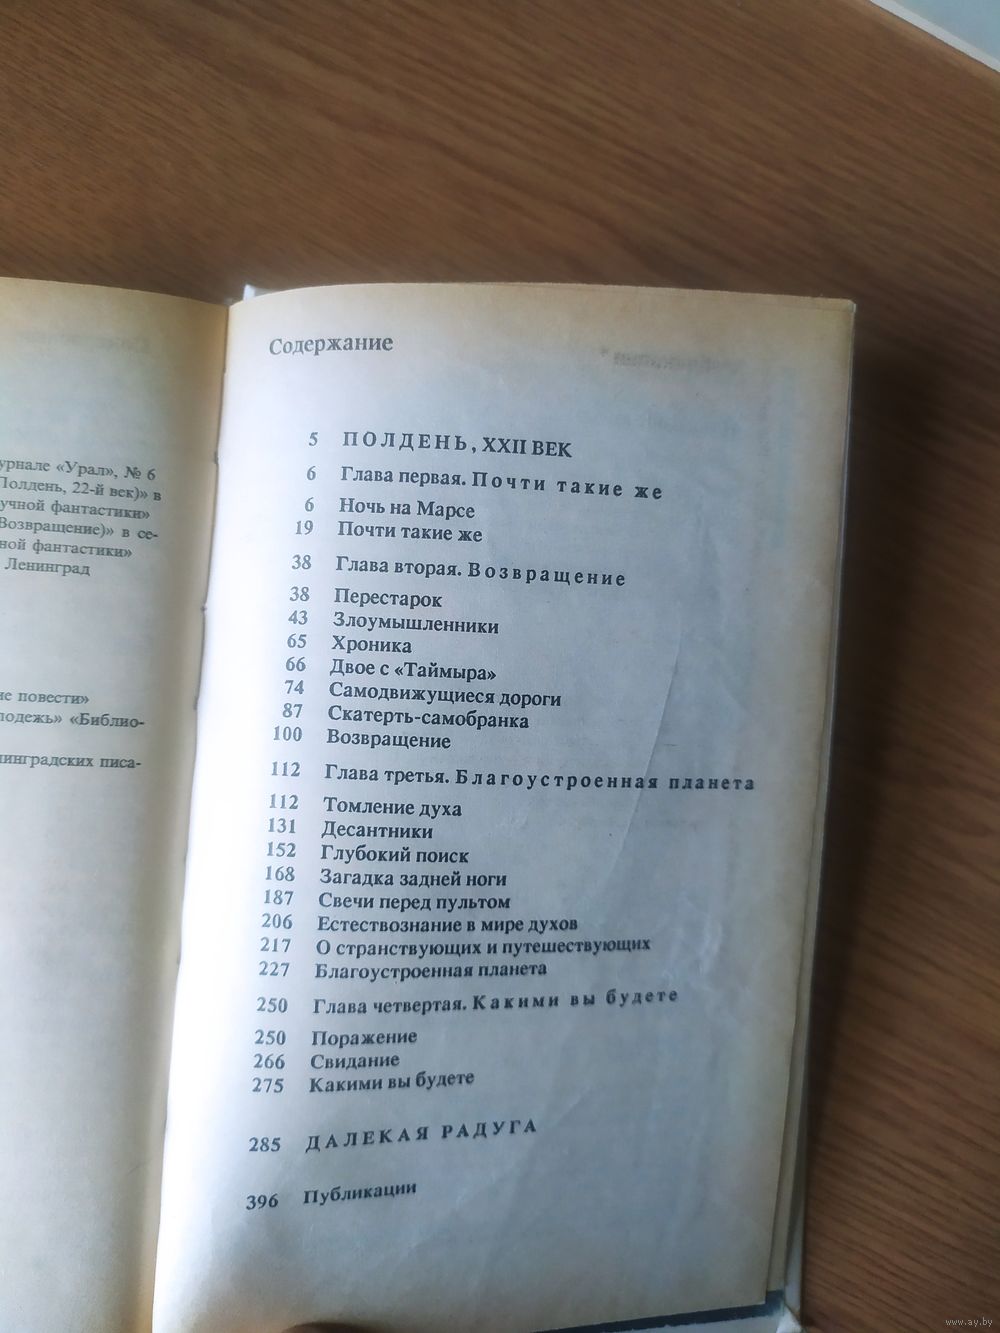 урнале «Урал», № 6
Полдень, 22-й век)» в
учной фантастики»
Возвращение)» в се-
ной фантастики»
Ленинград
ие повести»
лодежь» «Библио-
нинградских писа-
Содержание
5 ПОЛДЕНЬ, XXII ВЕК
6 Глава первая. Почти такие же
6 Ночь на Марсе
19 Почти такие же
38 Глава вторая. Возвращение
38 Перестарок
43 Злоумышленники
65 Хроника
66 Двое с «Таймыра»
74 Самодвижущиеся дороги
87 Скатерть-самобранка
100 Возвращение
112 Глава третья. Благоустроенная планета
112 Томление духа
131 Десантники
152 Глубокий поиск
168 Загадка задней ноги
187 Свечи перед пультом
206 Естествознание в мире духов
217 О странствующих и путешествующих
227 Благоустроенная планета
250 Глава четвертая. Какими вы будете
250 Поражение
266 Свидание
275 Какими вы будете
285 ДАЛЕКАЯ РАДУГА
396 Публикации
www.ay.by